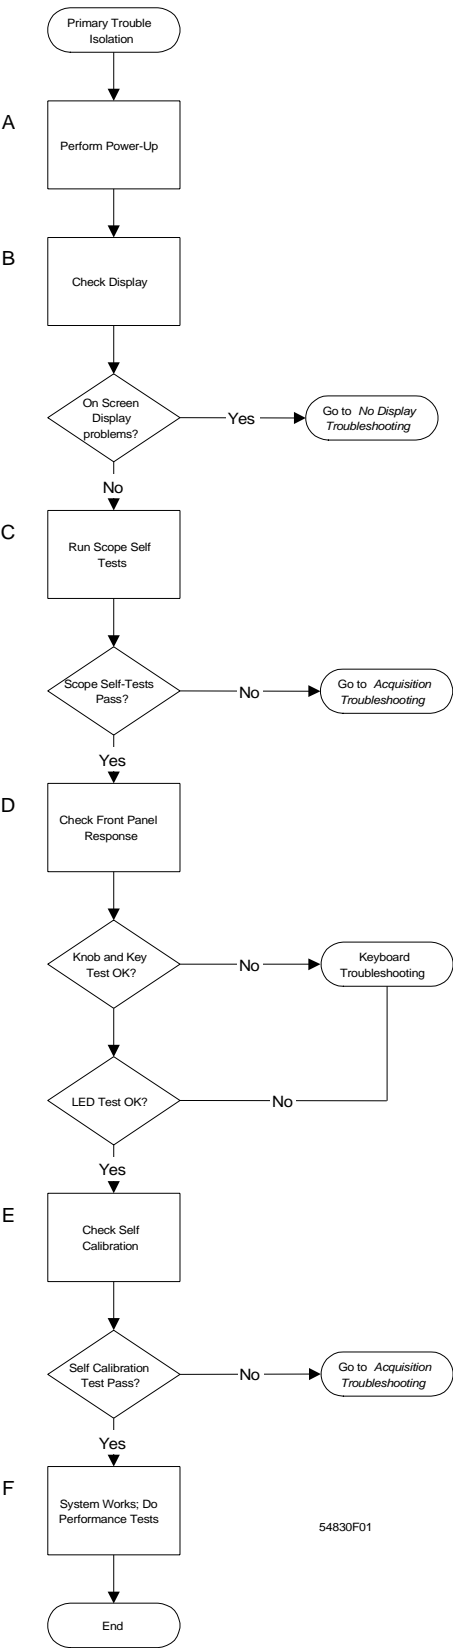 Primary Trouble
Isolation
A
Perform Power-Up
B
Check Display
On Screen
Display
problems?
Yes
Go to No Display
Troubleshooting
No
C
Run Scope Self
Tests
Scope Self-Tests
Pass?
No
Go to Acquisition
Troubleshooting
Yes
D
Check Front Panel
Response
Knob and Key
Test OK?
No
Keyboard
Troubleshooting
LED Test OK?
No
Yes
E
Check Self
Calibration
Self Calibration
Test Pass?
No
Go to Acquisition
Troubleshooting
Yes
F
System Works; Do
Performance Tests
54830F01
End